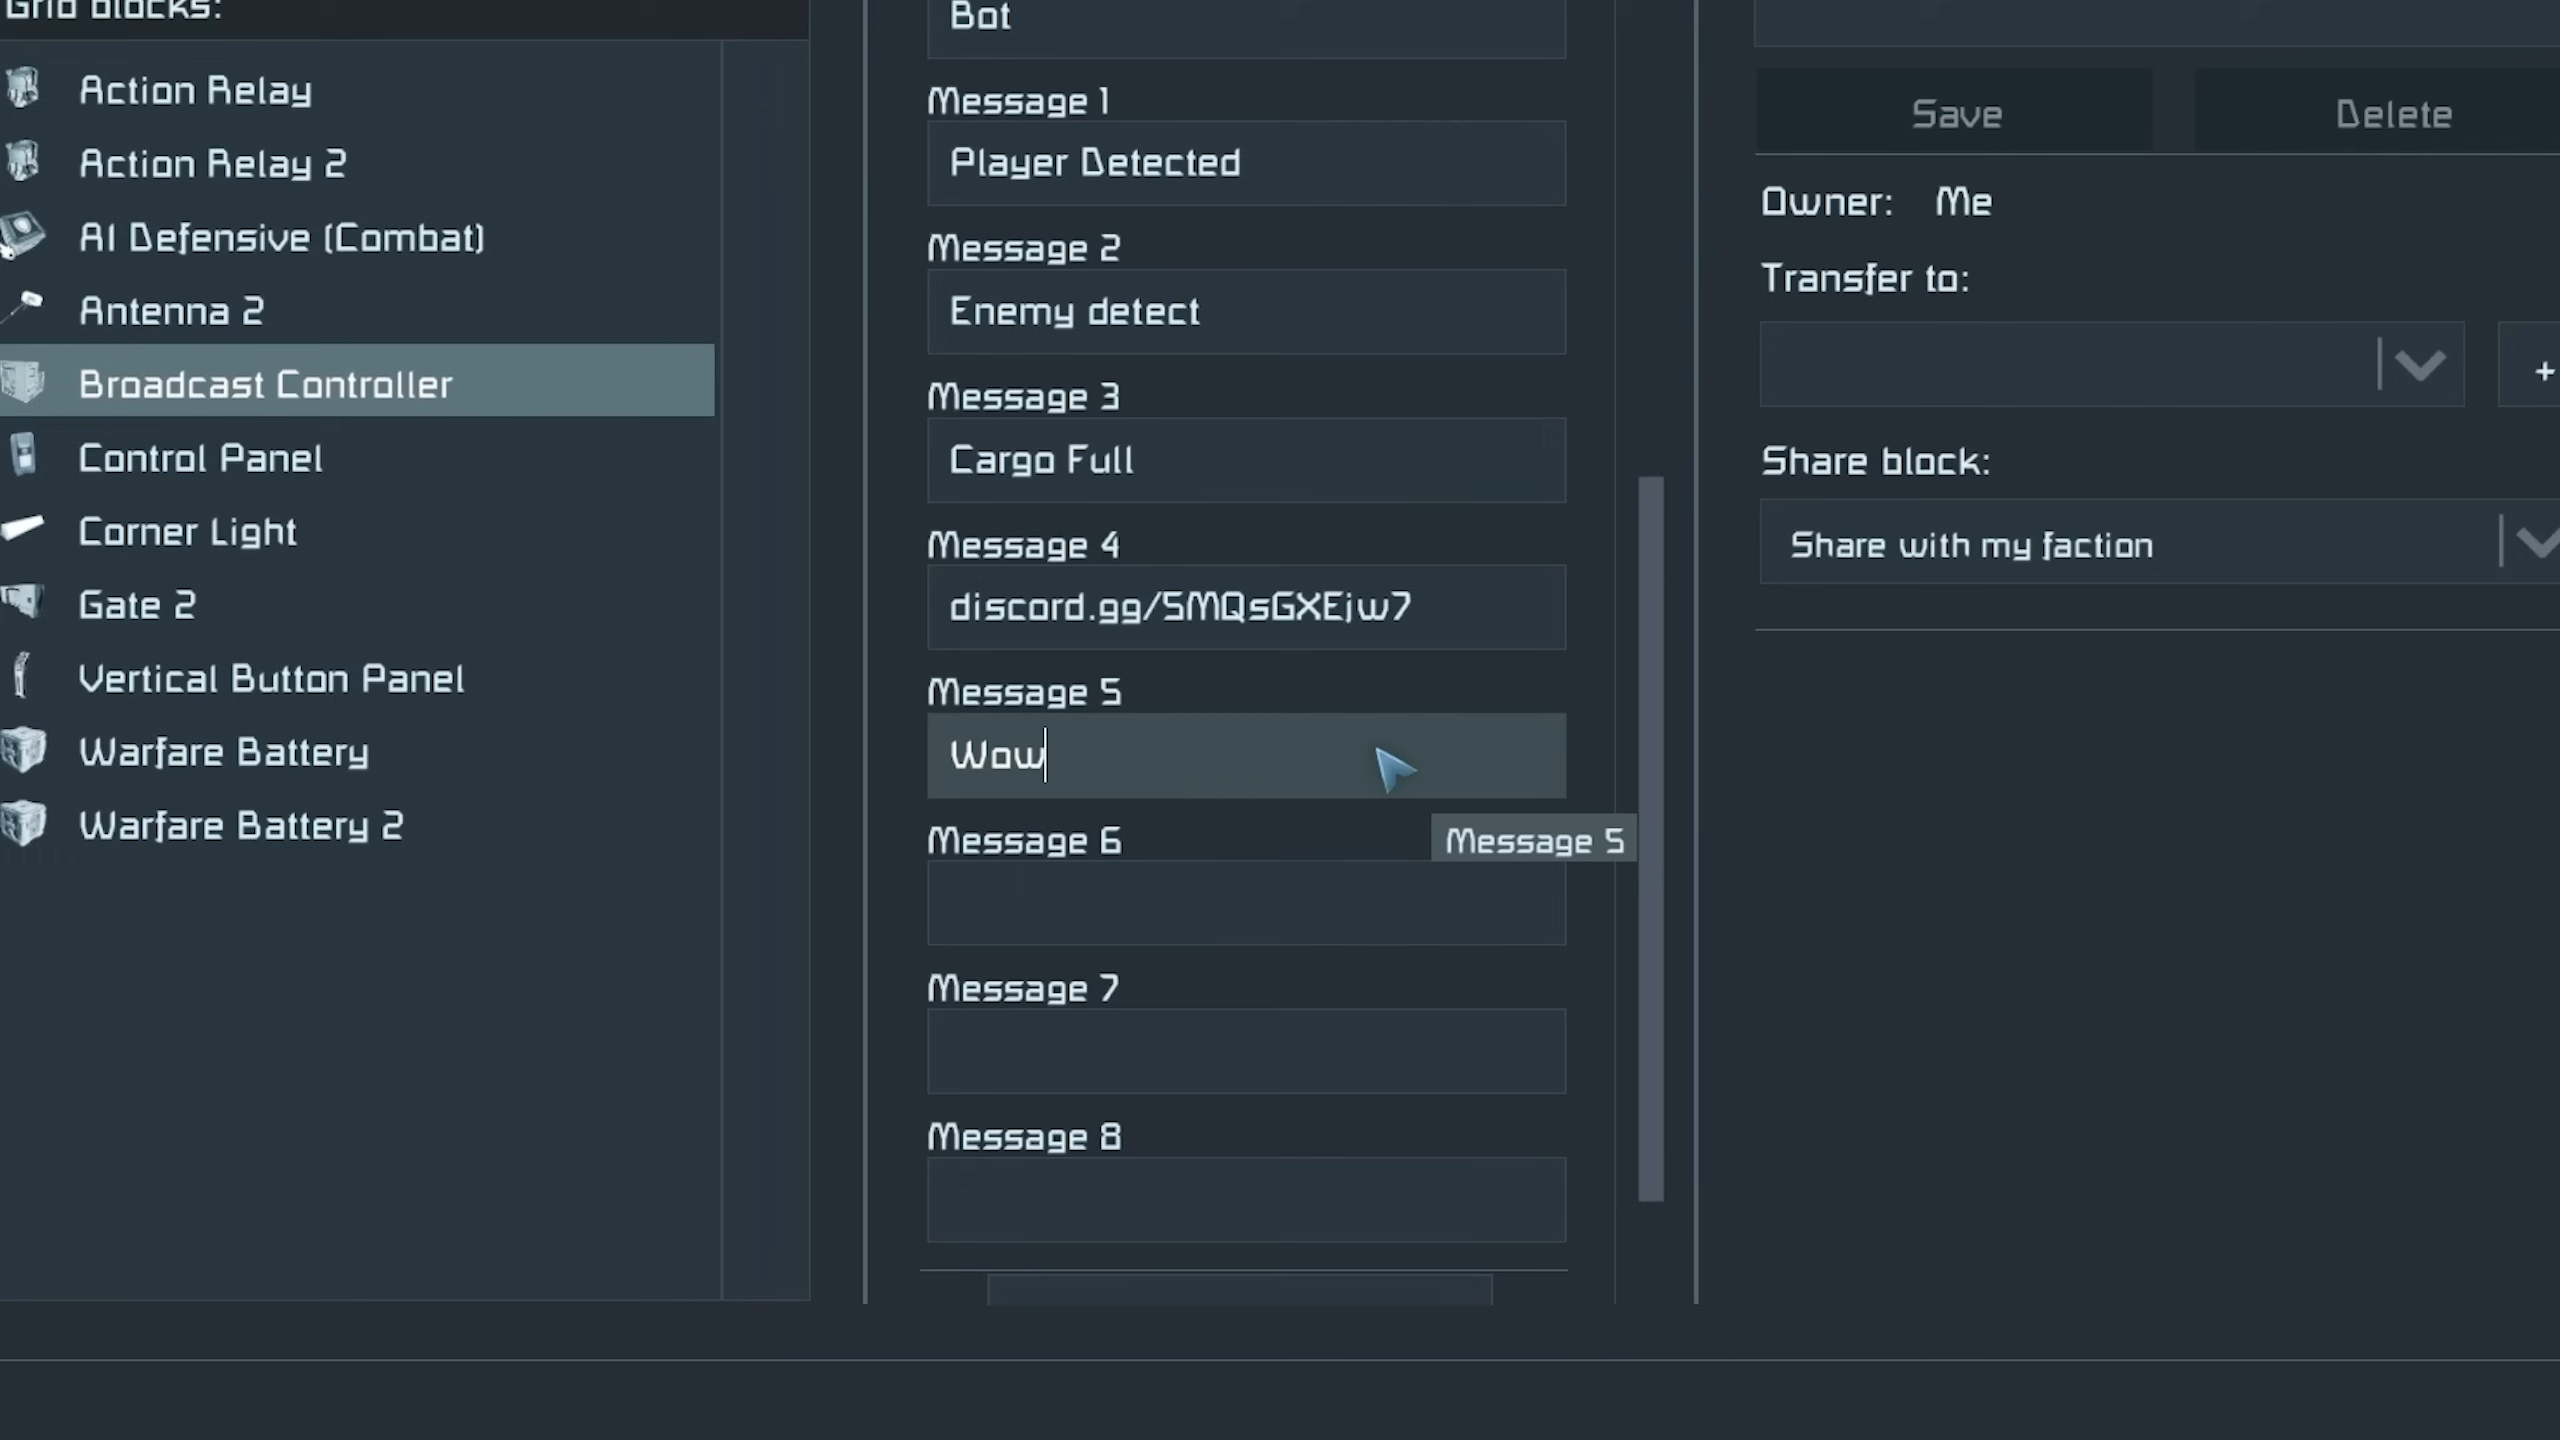 Grid blocks:
Action Relay
Action Relay 2
AI Defensive (Combat)
Antenna 2
Broadcast Controller
Control Panel
Corner Light
Gate 2
Vertical Button Panel
Warfare Battery
Warfare Battery 2
Bot
Message 1
Player Detected
Message 2
Enemy detect
Message 3
Cargo Full
Message 4
discord.gg/5MQsGXEjw7
Message 5
Wow
Message 5
Message 6
Message 7
Message 8
Save
Delete
Owner: Me
Transfer to:
+
Share block:
Share with my faction